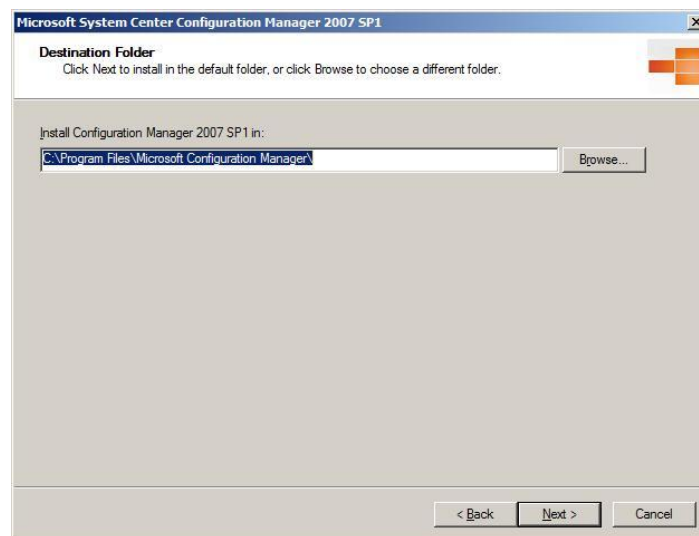 Microsoft System Center Configuration Manager 2007 SP1
Destination Folder
Click Next to install in the default folder, or click Browse to choose a different folder.
Install Configuration Manager 2007 SP1 in:
C:\Program Files\Microsoft Configuration Manager\
Browse...
< Back
Next >
Cancel